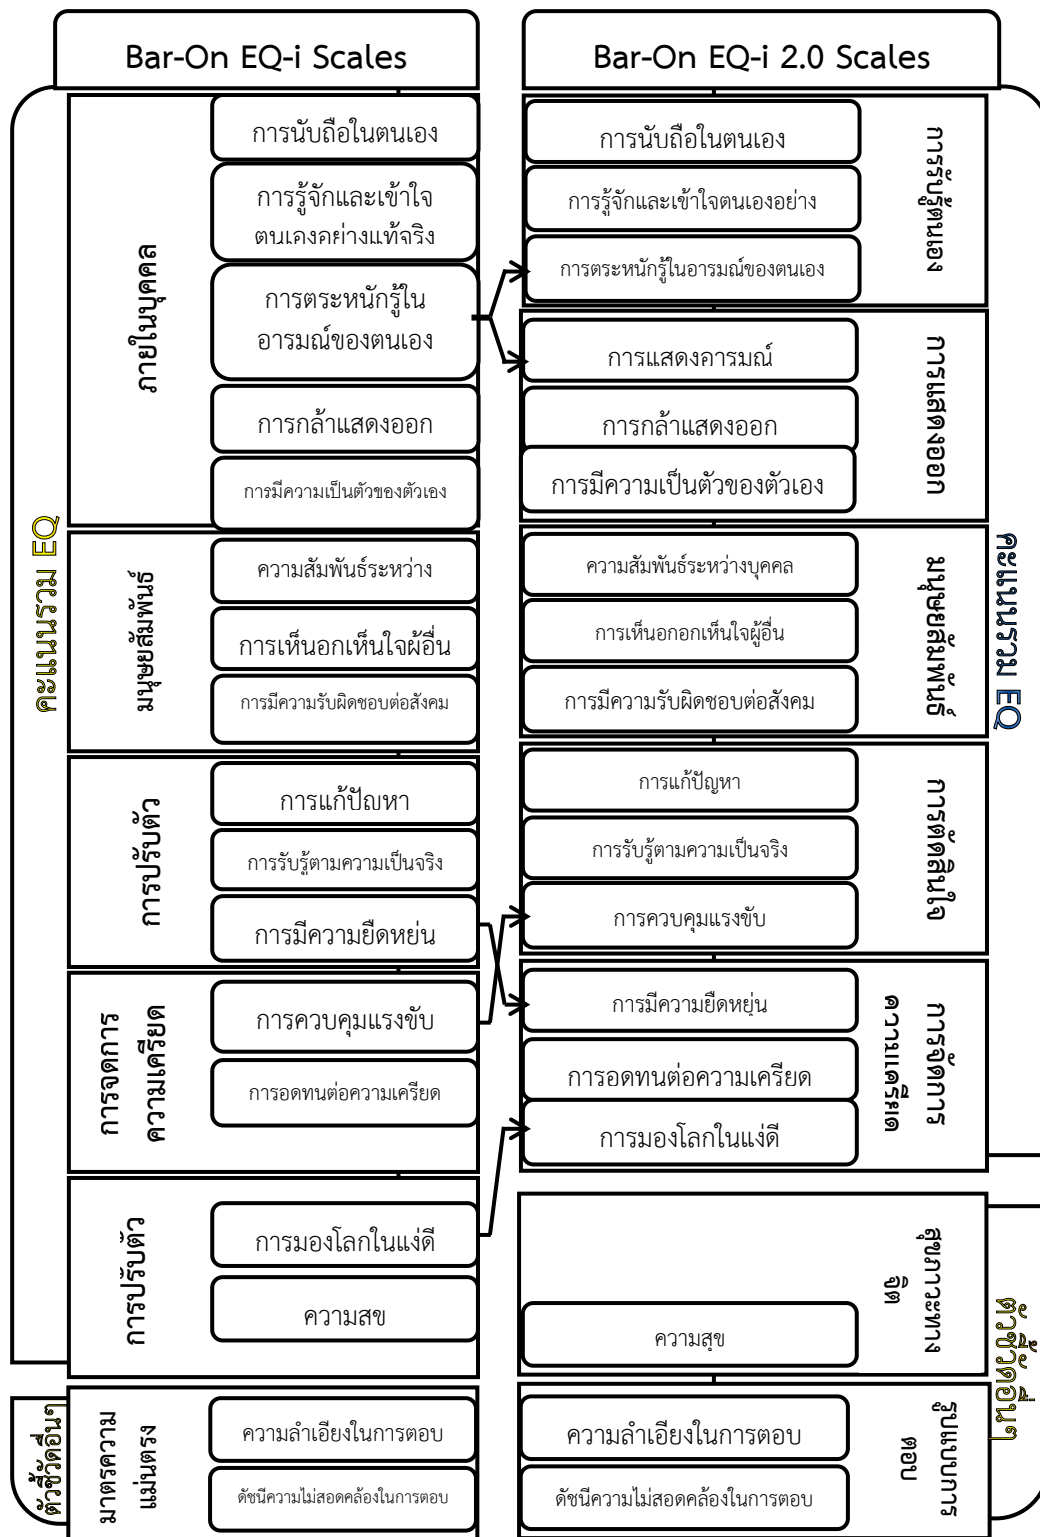 Bar-On EQ-i Scales
คะแนนรวม EQ
ภายในบุคคล
การนับถือในตนเอง
การรู้จักและเข้าใจ
ตนเองอย่างแท้จริง
การตระหนักรู้ใน
อารมณ์ของตนเอง
การกล้าแสดงออก
การมีความเป็นตัวของตัวเอง
มนุษยสัมพันธ์
ความสัมพันธ์ระหว่าง
การเห็นอกเห็นใจผู้อื่น
การมีความรับผิดชอบต่อสังคม
การปรับตัว
การแก้ปัญหา
การรับรู้ตามความเป็นจริง
การมีความยืดหยุ่น
การจัดการ
ความเครียด
การควบคุมแรงขับ
การอดทนต่อความเครียด
การปรับตัว
การมองโลกในแง่ดี
ความสุข
ตัวชี้วัดอื่นๆ
มาตรความ
แม่นตรง
ความลำเอียงในการตอบ
ดัชนีความไม่สอดคล้องในการตอบ
Bar-On EQ-i 2.0 Scales
คะแนนรวม EQ
การรับรู้ตนเอง
การนับถือในตนเอง
การรู้จักและเข้าใจตนเองอย่าง
การตระหนักรู้ในอารมณ์ของตนเอง
การแสดงออก
การแสดงอารมณ์
การกล้าแสดงออก
การมีความเป็นตัวของตัวเอง
มนุษยสัมพันธ์
ความสัมพันธ์ระหว่างบุคคล
การเห็นอกอกเห็นใจผู้อื่น
การมีความรับผิดชอบต่อสังคม
การตัดสินใจ
การแก้ปัญหา
การรับรู้ตามความเป็นจริง
การควบคุมแรงขับ
การจัดการ
ความเครียด
การมีความยืดหยุ่น
การอดทนต่อความเครียด
การมองโลกในแง่ดี
ตัวชี้วัดอื่นๆ
สุขภาวะทาง
จิต
ความสุข
รูปแบบการ
ตอบ
ความลำเอียงในการตอบ
ดัชนีความไม่สอดคล้องในการตอบ